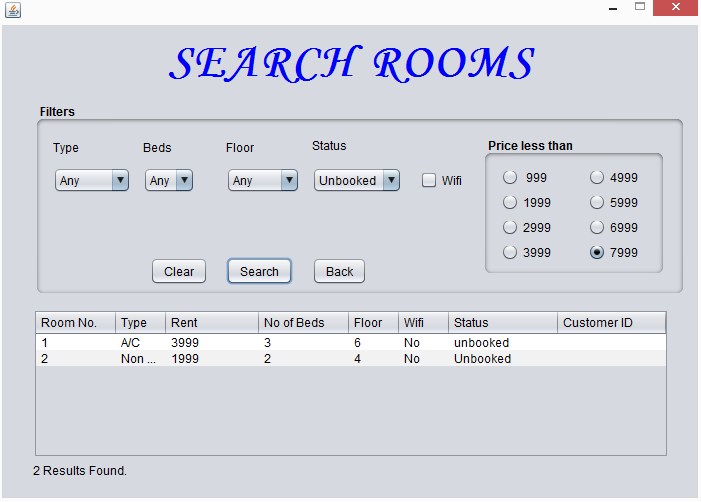 SEARCH ROOMS
Filters
Type Beds Floor Status Price less than
Any Any Any Unbooked Wifi
999 4999
1999 5999
2999 6999
3999 7999
Clear Search Back
Room No. Type Rent No of Beds Floor Wifi Status Customer ID
1 A/C 3999 3 6 No unbooked
2 Non ... 1999 2 4 No Unbooked
2 Results Found.